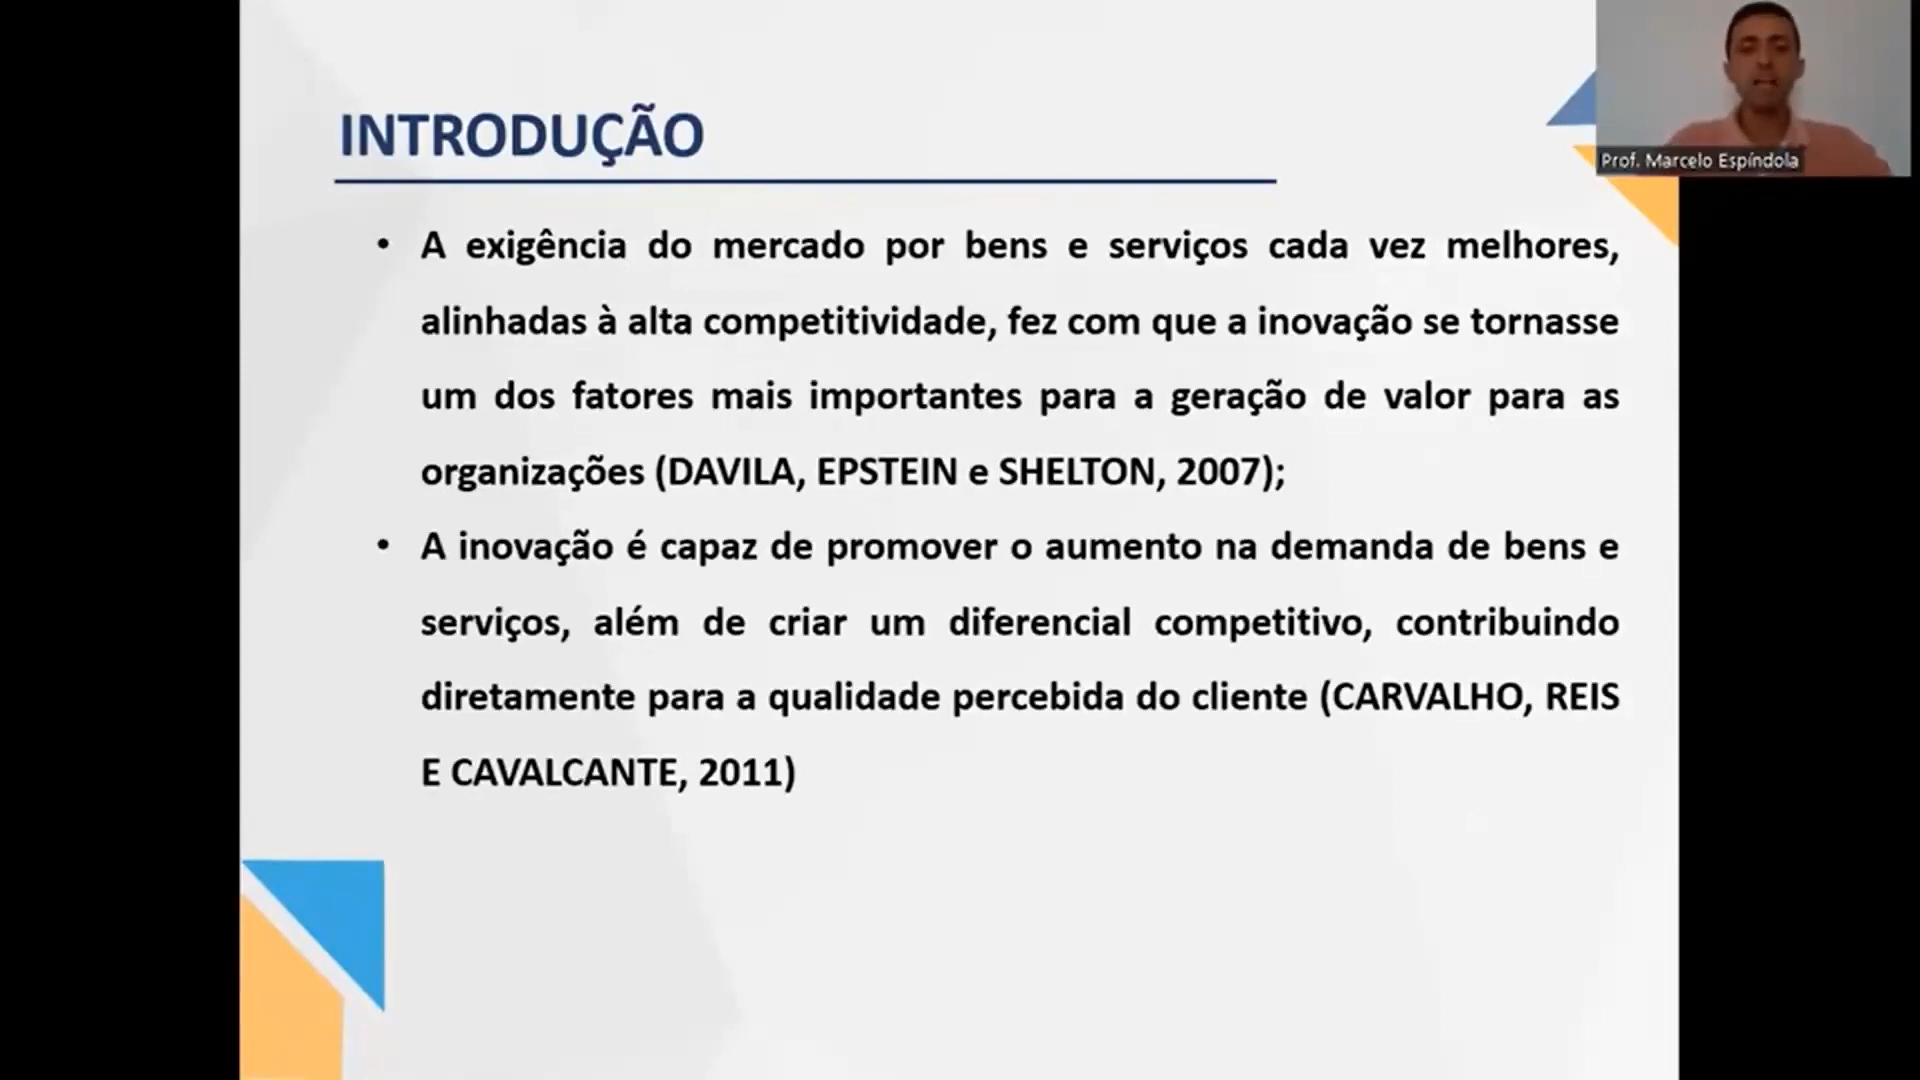 INTRODUÇÃO
Prof. Marcelo Espíndola
• A exigência do mercado por bens e serviços cada vez melhores,
alinhadas à alta competitividade, fez com que a inovação se tornasse
um dos fatores mais importantes para a geração de valor para as
organizações (DAVILA, EPSTEIN e SHELTON, 2007);
• A inovação é capaz de promover o aumento na demanda de bens e
serviços, além de criar um diferencial competitivo, contribuindo
diretamente para a qualidade percebida do cliente (CARVALHO, REIS
E CAVALCANTE, 2011)